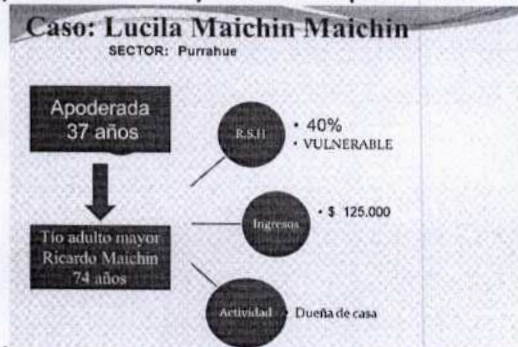 Caso: Lucila Maichin Maichin
SECTOR: Purrahue
Apoderada
37 años
Tío adulto mayor
Ricardo Maichin
74 años
R.S.H
• 40%
• VULNERABLE
Ingresos
• $ 125.000
Actividad
Dueña de casa